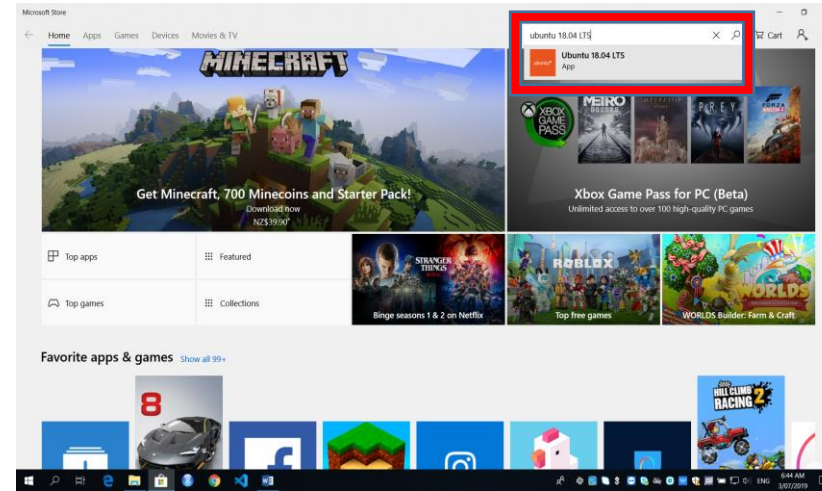 Microsoft Store
Home Apps Games Devices Movies & TV
ubuntu 18.04 LTS
Cart
ubuntu®
Ubuntu 18.04 LTS
App
MINECRAFT
Get Minecraft, 700 Minecoins and Starter Pack!
Download now
NZ$39.90*
XBOX
GAME
PASS
METRO
EXODUS
IMPERATOR
PREY
FORZA
Xbox Game Pass for PC (Beta)
Unlimited access to over 100 high-quality PC games
Top apps
Featured
Top games
Collections
STRANGER
THINGS
Binge seasons 1 & 2 on Netflix
ROBLOX
Top free games
WORLDS
WORLDS Builder: Farm & Craft
Favorite apps & games Show all 99+
8
HILL CLIMB
RACING 2
ENG
6:44 AM
3/07/2019